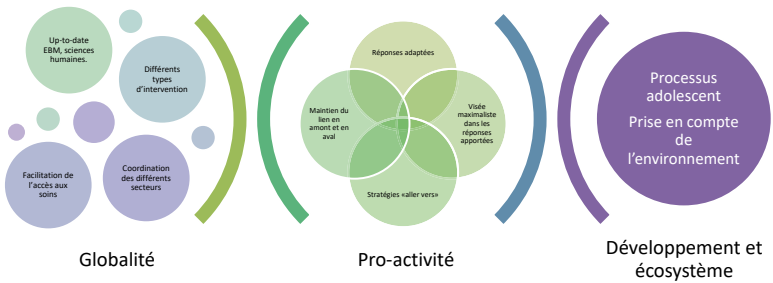 Up-to-date
EBM, sciences
humaines.
Différents
types
d'intervention
Facilitation de
l'accès aux
soins
Coordination
des différents
secteurs
Globalité
Réponses adaptées
Maintien du
lien en
amont et en
aval
Visée
maximaliste
dans les
réponses
apportées
Stratégies «aller vers»
Pro-activité
Processus
adolescent
Prise en compte
de
l'environnement
Développement et
écosystème